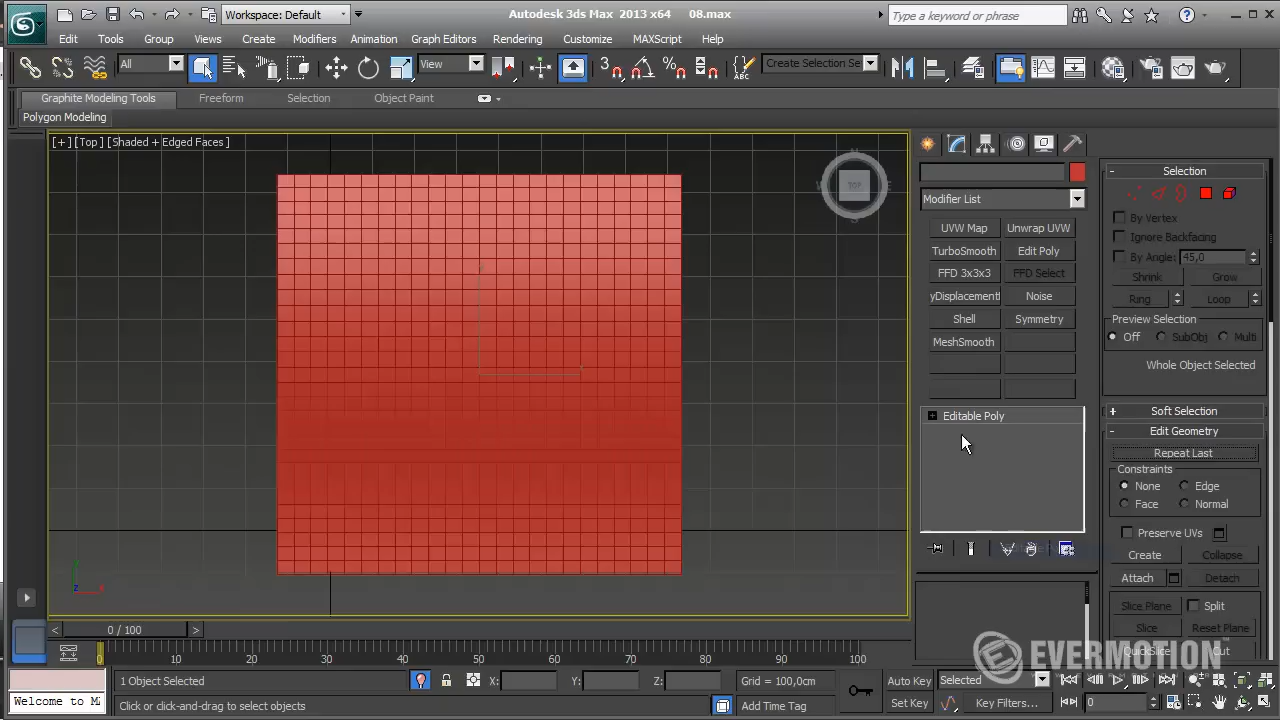 Workspace: Default
Autodesk 3ds Max 2013 x64 08.max
Type a keyword or phrase
Edit Tools Group Views Create Modifiers Animation Graph Editors Rendering Customize MAXScript Help
All View Create Selection Se
Graphite Modeling Tools Freeform Selection Object Paint
Polygon Modeling
[+] [Top] [Shaded + Edged Faces ]
TOP
Modifier List
UVW Map Unwrap UVW
TurboSmooth Edit Poly
FFD 3x3x3 FFD Select
yDisplacementl Noise
Shell Symmetry
MeshSmooth
Editable Poly
Selection
By Vertex
Ignore Backfacing
By Angle: 45,0
Shrink Grow
Ring Loop
Preview Selection
Off SubObj Multi
Whole Object Selected
Soft Selection
Edit Geometry
Repeat Last
Constraints
None Edge
Face Normal
Preserve UVs
Create Collapse
Attach Detach
Slice Plane Split
Slice Reset Plane
QuickSlice Cut
EVERMOTION
< 0 / 100 >
0 10 20 30 40 50 60 70 80 90 100
1 Object Selected X: Y: Z: Grid = 100,0cm Auto Key Selected
Welcome to M
Click or click-and-drag to select objects Add Time Tag Set Key Key Filters... 0